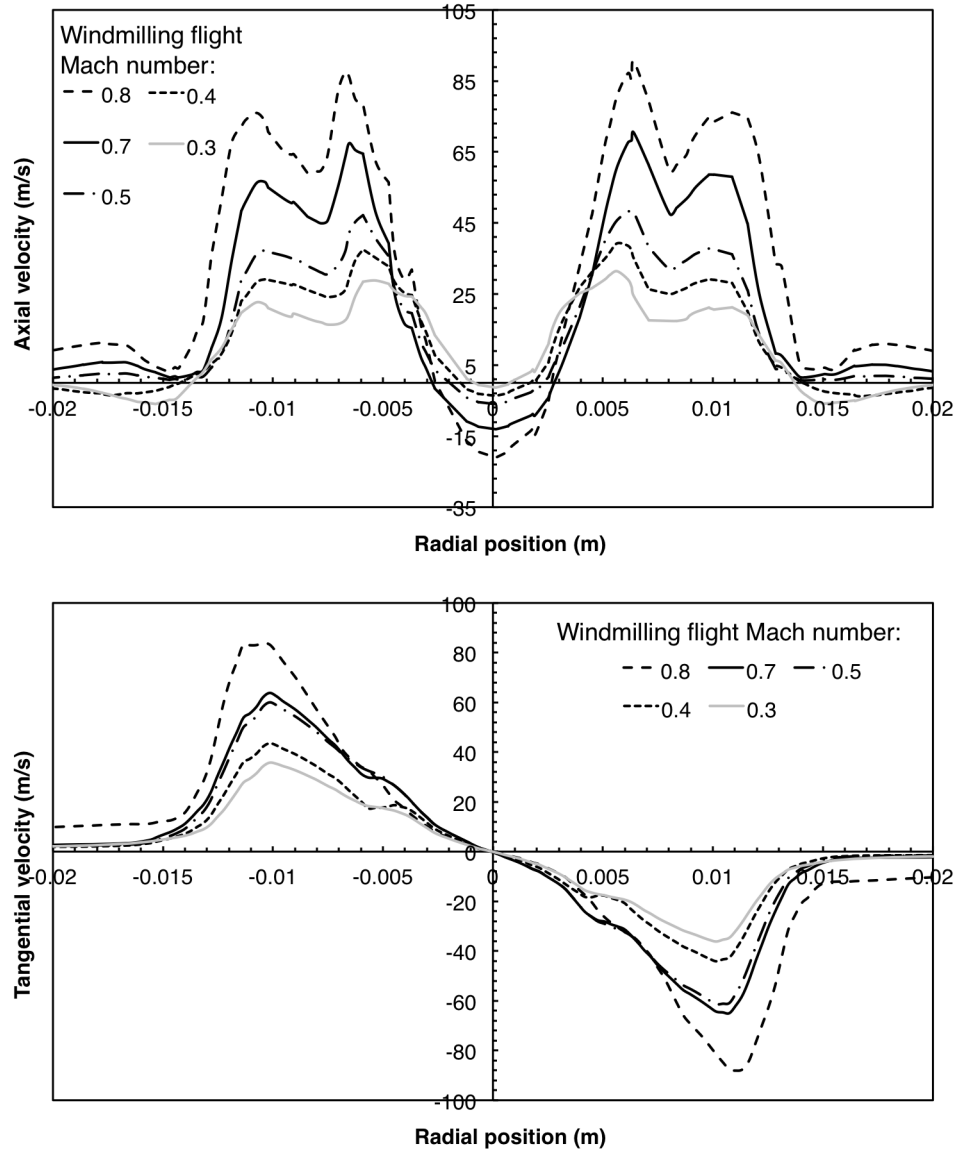 105
Windmilling flight
Mach number:
0.8 0.4
0.7 0.3
0.5
85
65
45
25
5
-0.02 -0.015 -0.01 -0.005 0 0.005 0.01 0.015 0.02
-15
-35
Axial velocity (m/s)
Radial position (m)
100
Windmilling flight Mach number:
0.8 0.7 0.5
0.4 0.3
80
60
40
20
0
-0.02 -0.015 -0.01 -0.005 0 0.005 0.01 0.015 0.02
-20
-40
-60
-80
-100
Tangential velocity (m/s)
Radial position (m)